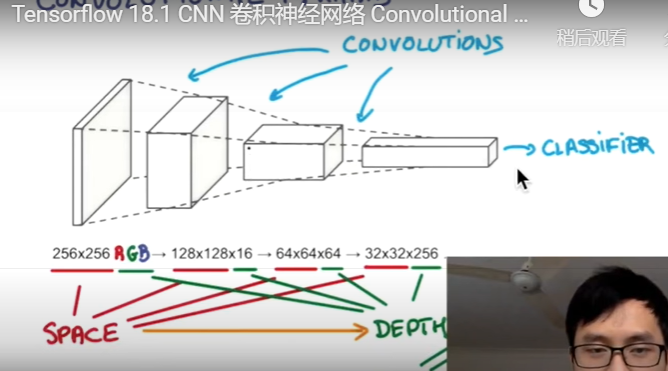 Tensorflow 18.1 CNN 卷积神经网络 Convolutional ...
稍后观看
CONVOLUTIONS
CLASSIFIER
256x256 RGB → 128x128x16 → 64x64x64 → 32x32x256
SPACE
DEPTH